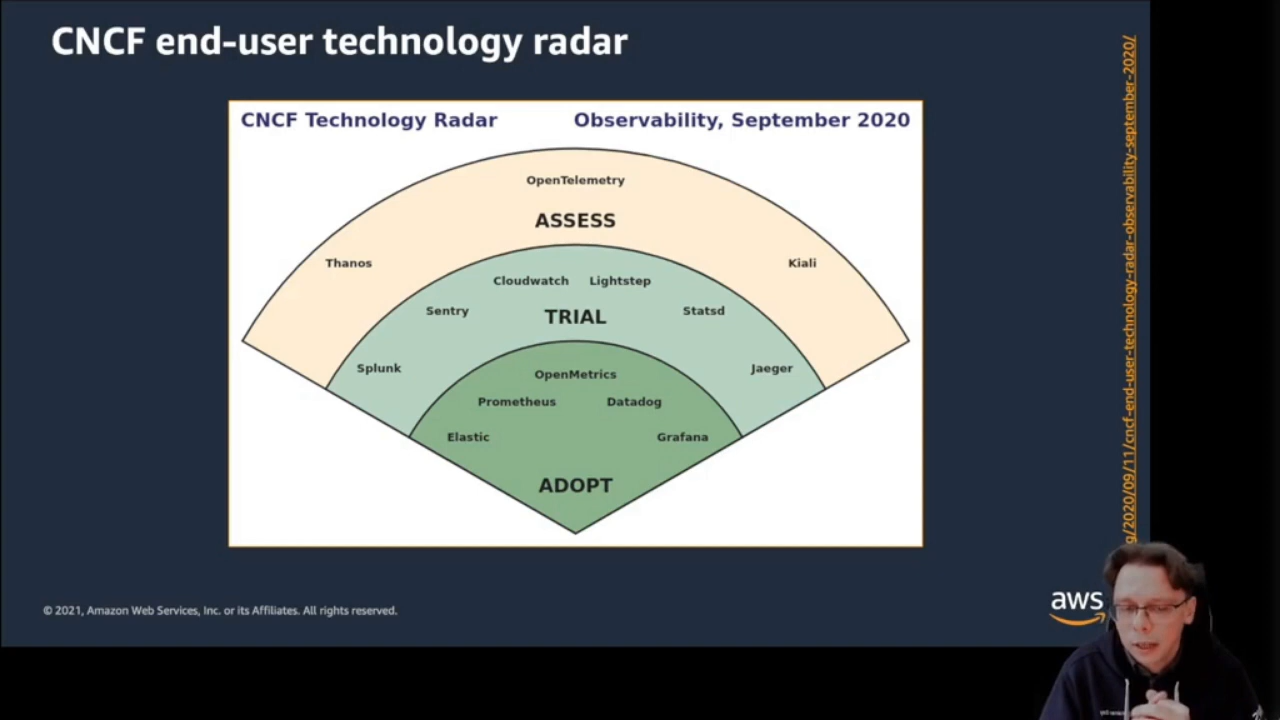 CNCF end-user technology radar
CNCF Technology Radar
Observability, September 2020
OpenTelemetry
ASSESS
Thanos
Kiali
Cloudwatch
Lightstep
Sentry
TRIAL
Statsd
Splunk
Jaeger
OpenMetrics
Prometheus
Datadog
Elastic
Grafana
ADOPT
g/2020/09/11/cncf-end-user-technology-radar-observability-september-2020/
© 2021, Amazon Web Services, Inc. or its Affiliates. All rights reserved.
aws